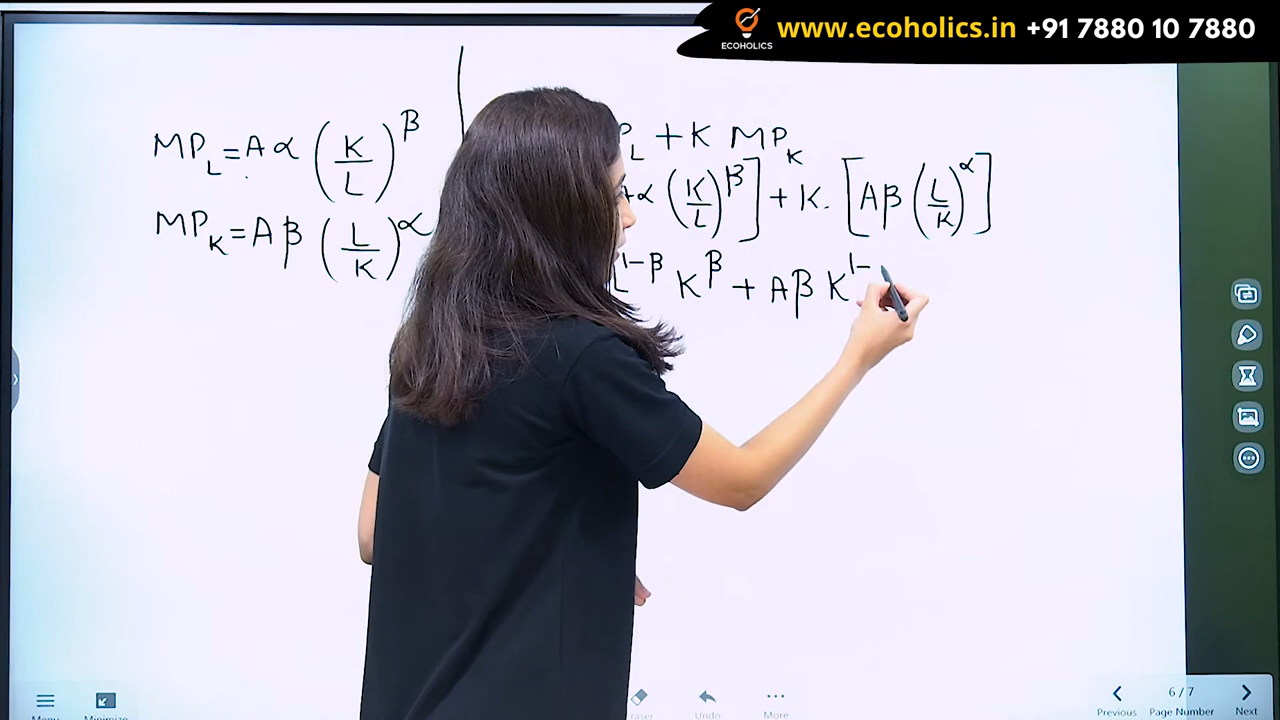 www.ecoholics.in +91 7880 10 7880
ECOHOLICS
MP_L = Aα (K/L)^β
MP_K = Aβ (L/K)^α
+ K MP_K
α (K/L)^β] + K. [Aβ (L/K)^α]
L^1-β K^β + Aβ K^1-
Menu
Minimize
Undo
More
Previous
6 / 7
Page Number
Next